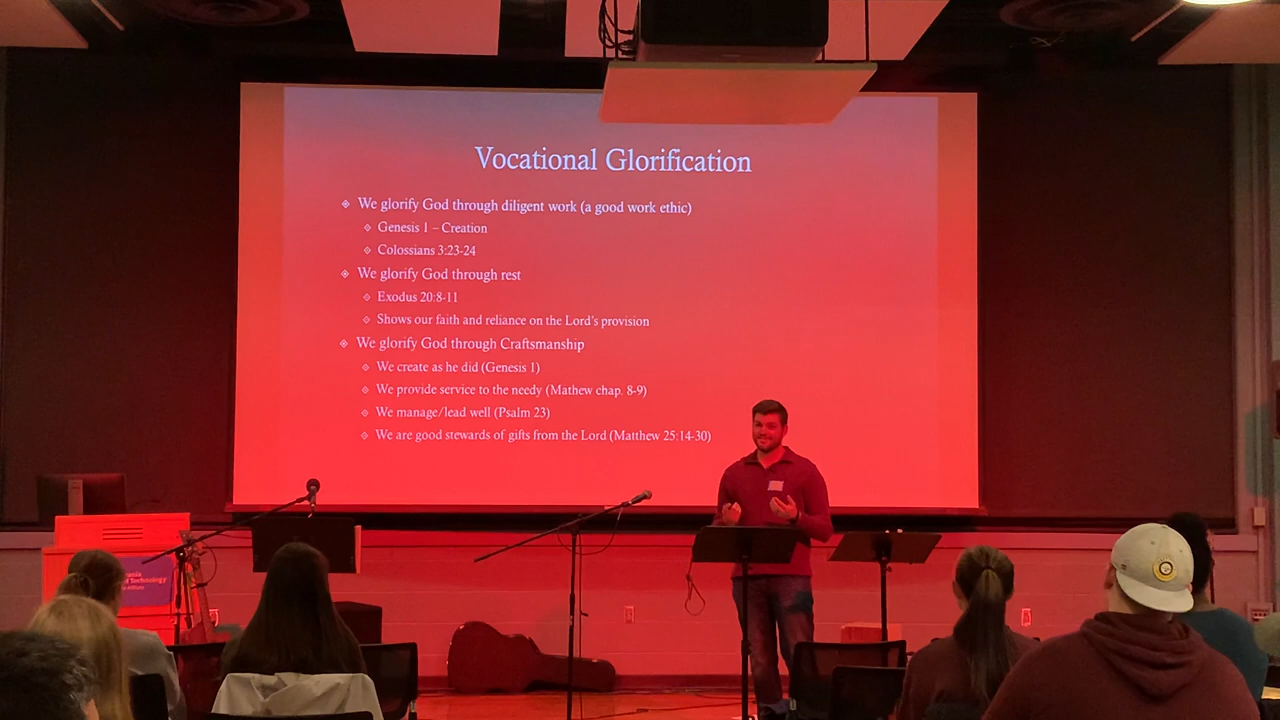 Vocational Glorification
We glorify God through diligent work (a good work ethic)
Genesis 1 – Creation
Colossians 3:23-24
We glorify God through rest
Exodus 20:8-11
Shows our faith and reliance on the Lord's provision
We glorify God through Craftsmanship
We create as he did (Genesis 1)
We provide service to the needy (Mathew chap. 8-9)
We manage/lead well (Psalm 23)
We are good stewards of gifts from the Lord (Matthew 25:14-30)
Technology